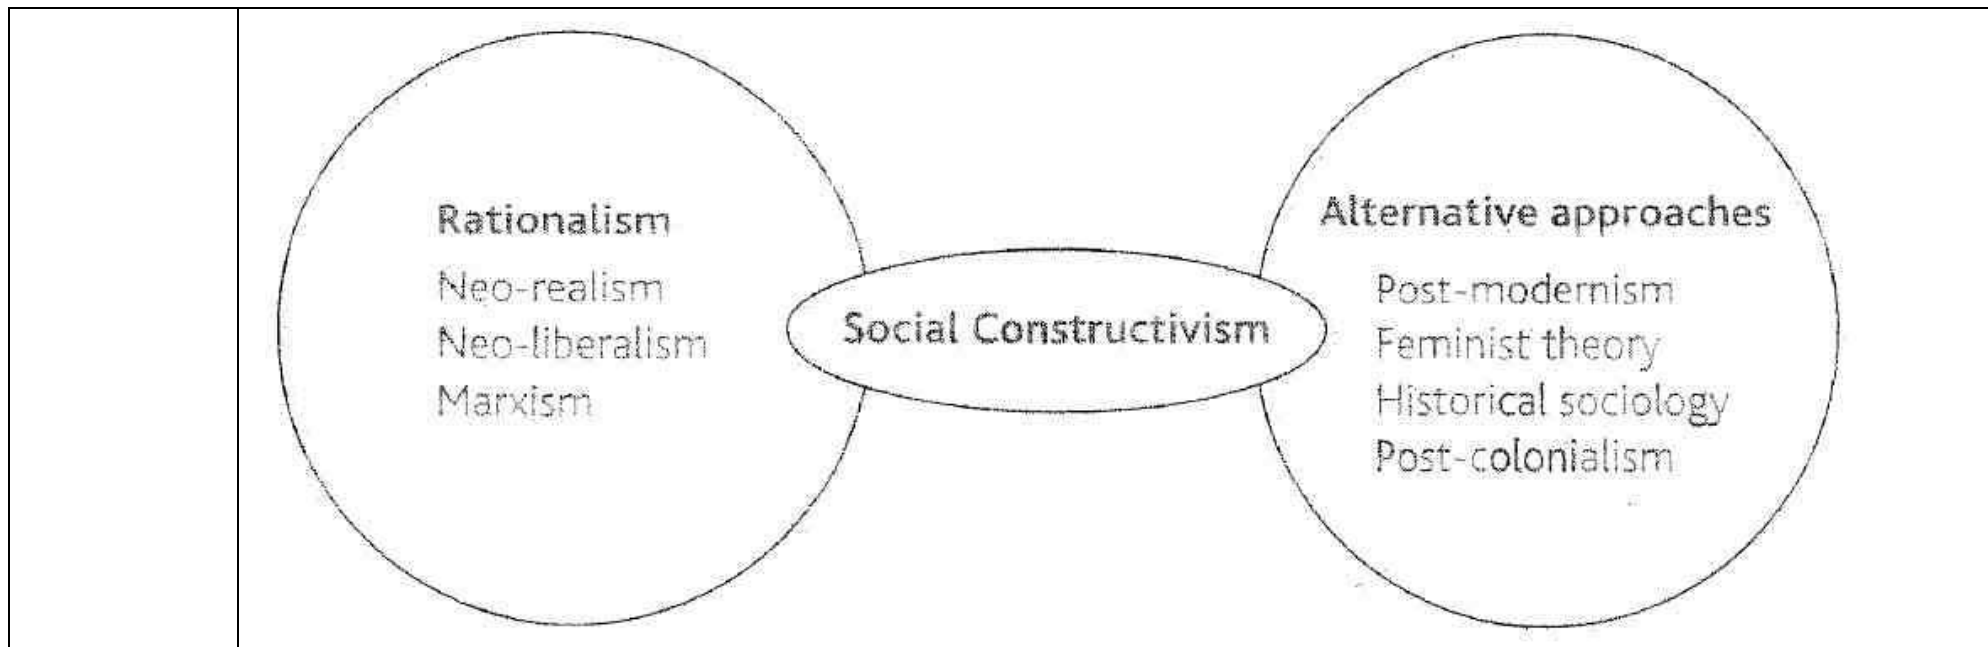 Rationalism
Neo-realism
Neo-liberalism
Marxism
Social Constructivism
Alternative approaches
Post-modernism
Feminist theory
Historical sociology
Post-colonialism